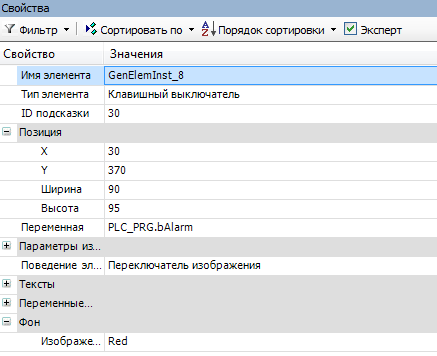 Свойства
Фильтр Сортировать по Порядок сортировки Эксперт
Свойство Значения
Имя элемента GenElemInst_8
Тип элемента Клавишный выключатель
ID подсказки 30
Позиция
X 30
Y 370
Ширина 90
Высота 95
Переменная PLC_PRG.bAlarm
Параметры из...
Поведение эл... Переключатель изображения
Тексты
Переменные...
Фон
Изображе... Red